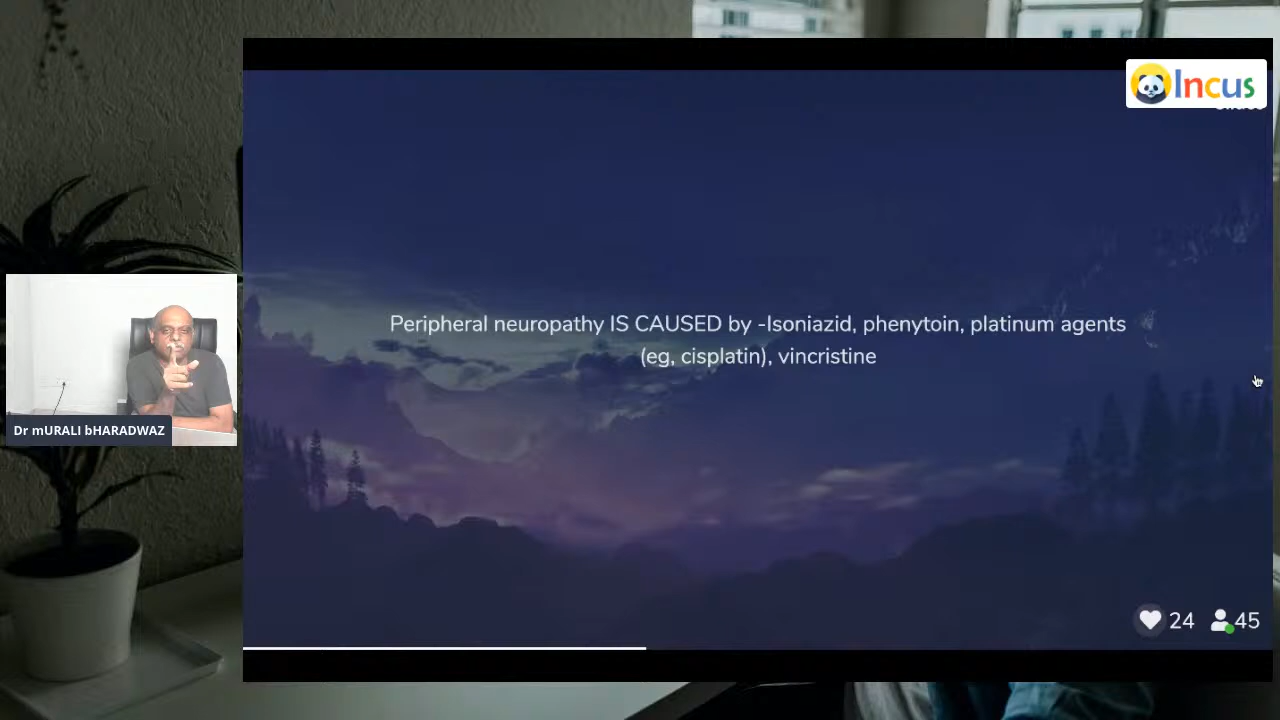 Incus
Peripheral neuropathy IS CAUSED by -Isoniazid, phenytoin, platinum agents
(eg, cisplatin), vincristine
Dr mURALI bHARADWAZ
24
45